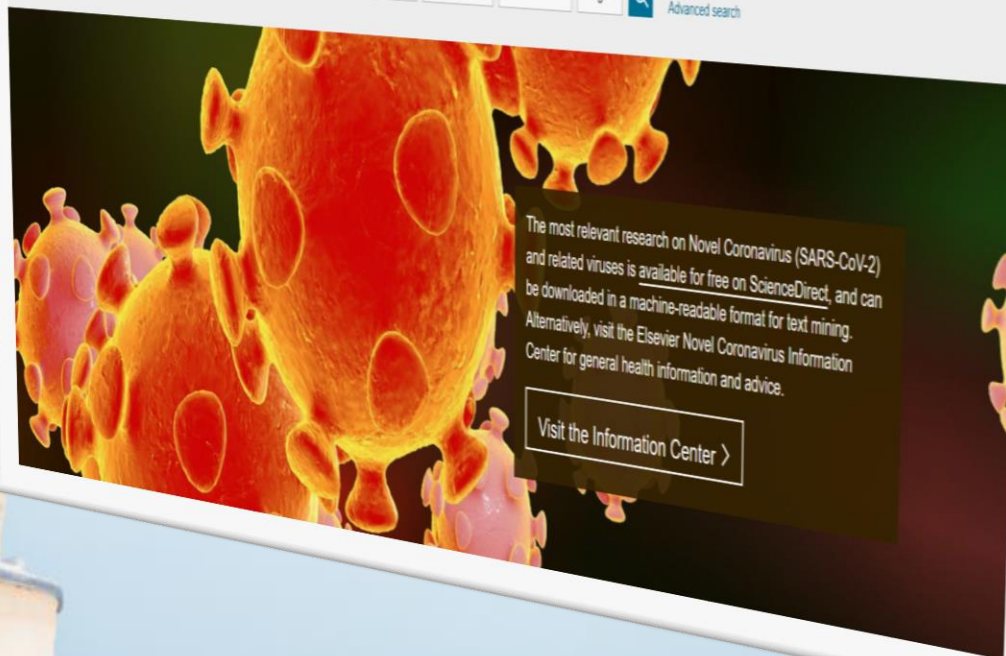 Advanced search
The most relevant research on Novel Coronavirus (SARS-CoV-2)
and related viruses is available for free on ScienceDirect, and can
be downloaded in a machine-readable format for text mining.
Alternatively, visit the Elsevier Novel Coronavirus Information
Center for general health information and advice.
Visit the Information Center >